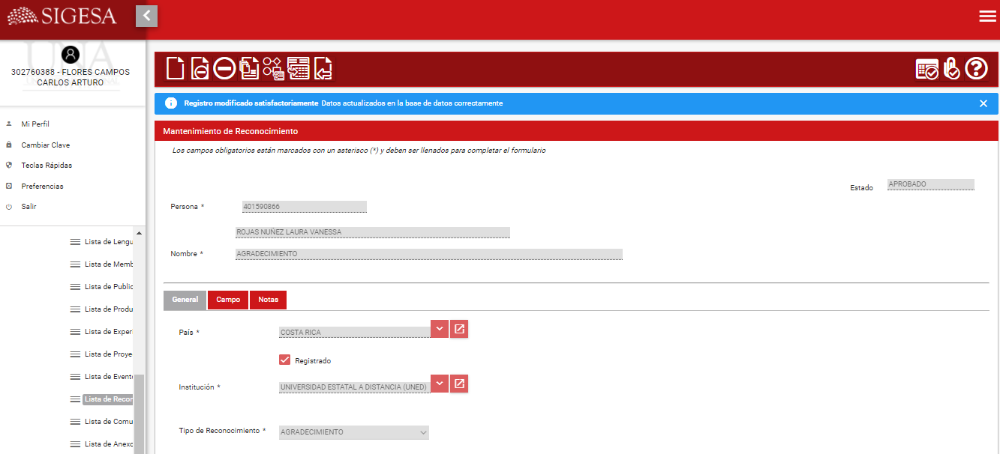 SIGESA
302760388 - FLORES CAMPOS
CARLOS ARTURO
Mi Perfil
Cambiar Clave
Teclas Rápidas
Preferencias
Salir
Lista de Lengu
Lista de Memb
Lista de Public
Lista de Produ
Lista de Experi
Lista de Proye
Lista de Evento
Lista de Recon
Lista de Comu
Lista de Anexo
Registro modificado satisfactoriamente Datos actualizados en la base de datos correctamente
Mantenimiento de Reconocimiento
Los campos obligatorios están marcados con un asterisco (*) y deben ser llenados para completar el formulario
Estado APROBADO
Persona * 401590866
ROJAS NUÑEZ LAURA VANESSA
Nombre * AGRADECIMIENTO
General Campo Notas
País * COSTA RICA
Registrado
Institución * UNIVERSIDAD ESTATAL A DISTANCIA (UNED)
Tipo de Reconocimiento * AGRADECIMIENTO